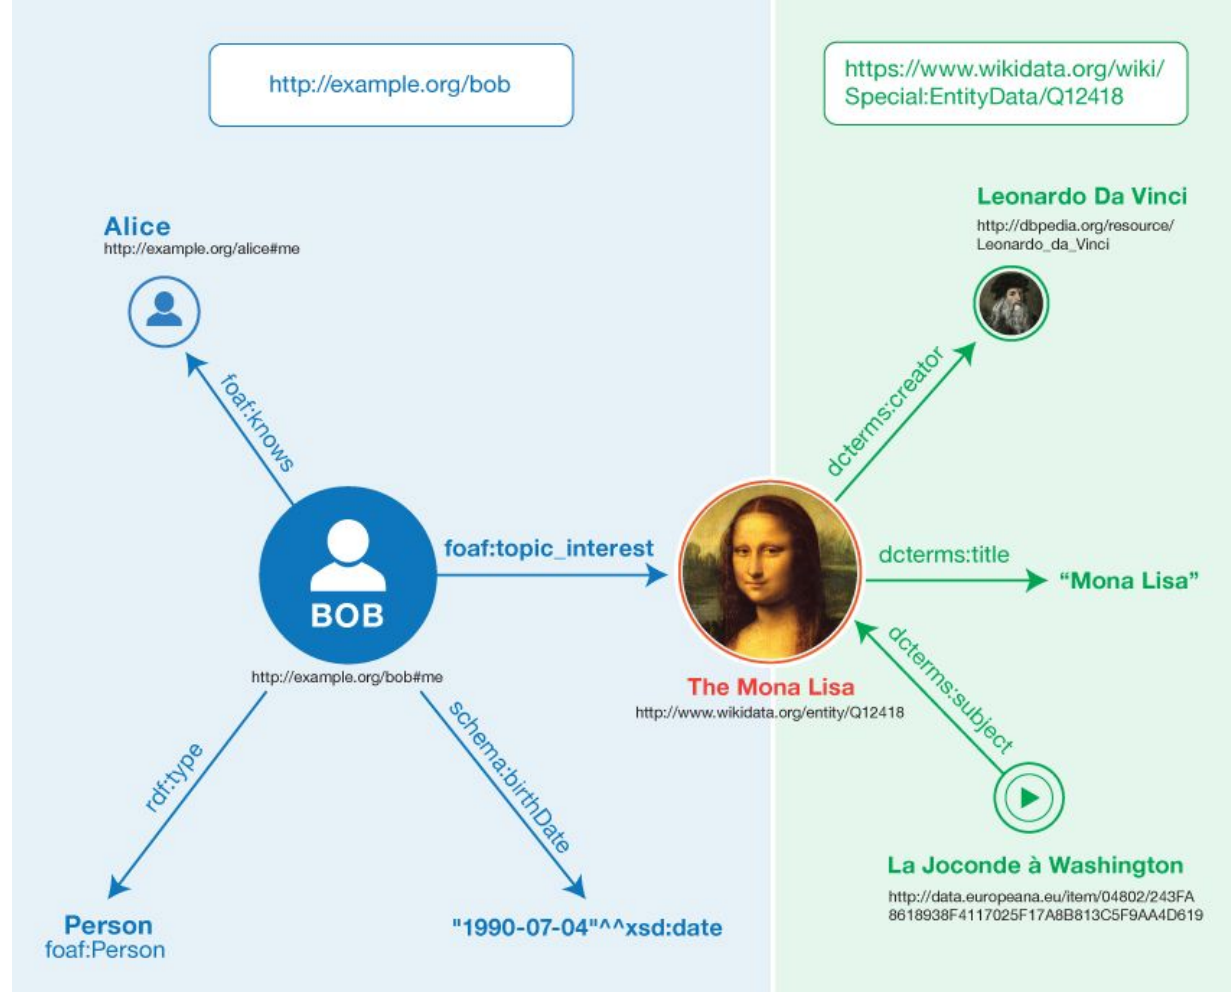 http://example.org/bob
https://www.wikidata.org/wiki/
Special:EntityData/Q12418
Alice
http://example.org/alice#me
Leonardo Da Vinci
http://dbpedia.org/resource/
Leonardo_da_Vinci
foaf:knows
dcterms:creator
foaf:topic_interest
dcterms:title
"Mona Lisa"
BOB
http://example.org/bob#me
The Mona Lisa
http://www.wikidata.org/entity/Q12418
dcterms:subject
rdf:type
schema:birthDate
La Joconde à Washington
http://data.europeana.eu/item/04802/243FA
8618938F4117025F17A8B813C5F9AA4D619
Person
foaf:Person
"1990-07-04"^^xsd:date